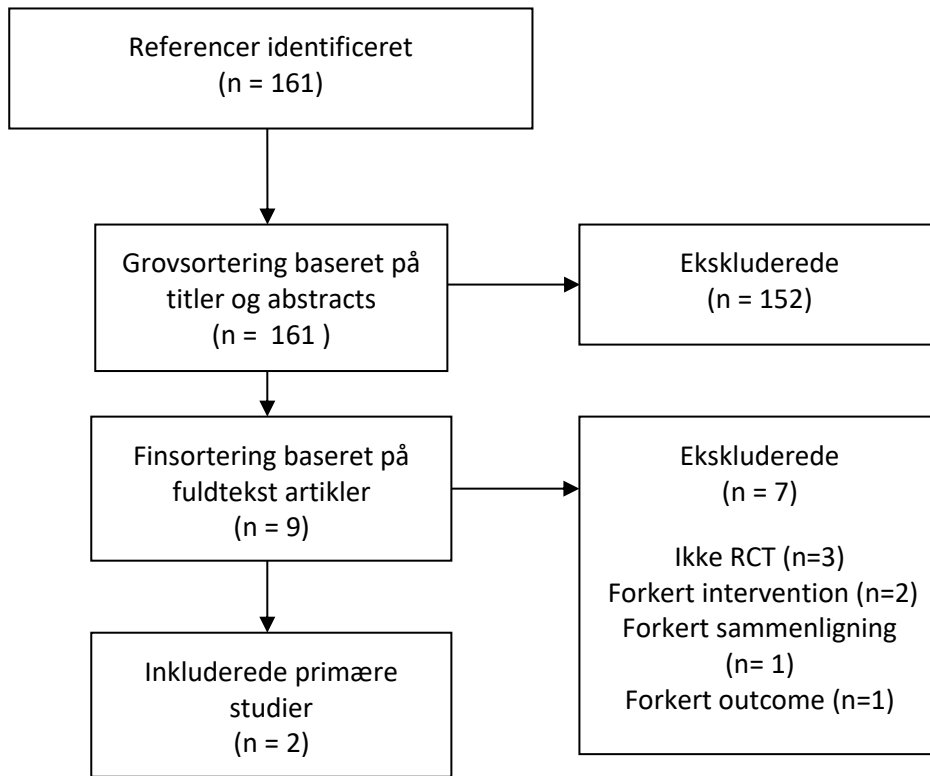 Referencer identificeret
(n = 161)
Grovsortering baseret på
titler og abstracts
(n =  161 )
Ekskluderede
(n = 152)
Finsortering baseret på
fuldtekst artikler
(n = 9)
Ekskluderede
(n = 7)
Ikke RCT (n=3)
Forkert intervention (n=2)
Forkert sammenligning
(n= 1)
Forkert outcome (n=1)
Inkluderede primære
studier
(n = 2)